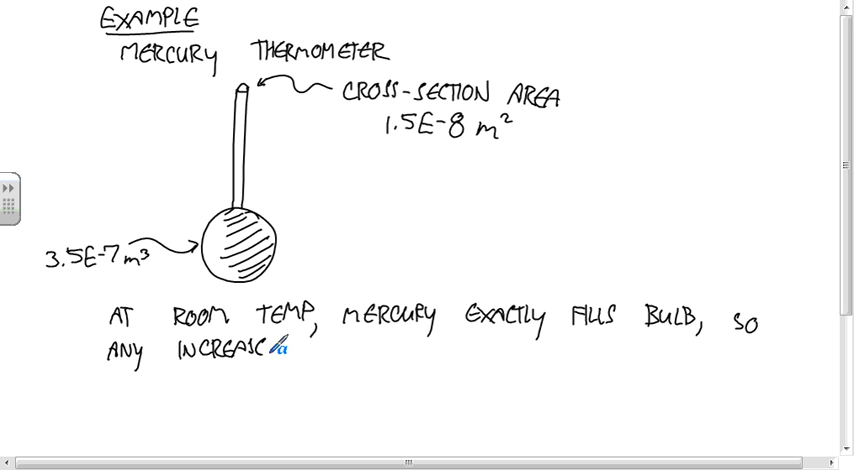 EXAMPLE
MERCURY THERMOMETER
CROSS-SECTION AREA
1.5E-8 m²
3.5E-7 m³
AT ROOM TEMP, MERCURY EXACTLY FILLS BULB, SO
ANY INCREASE